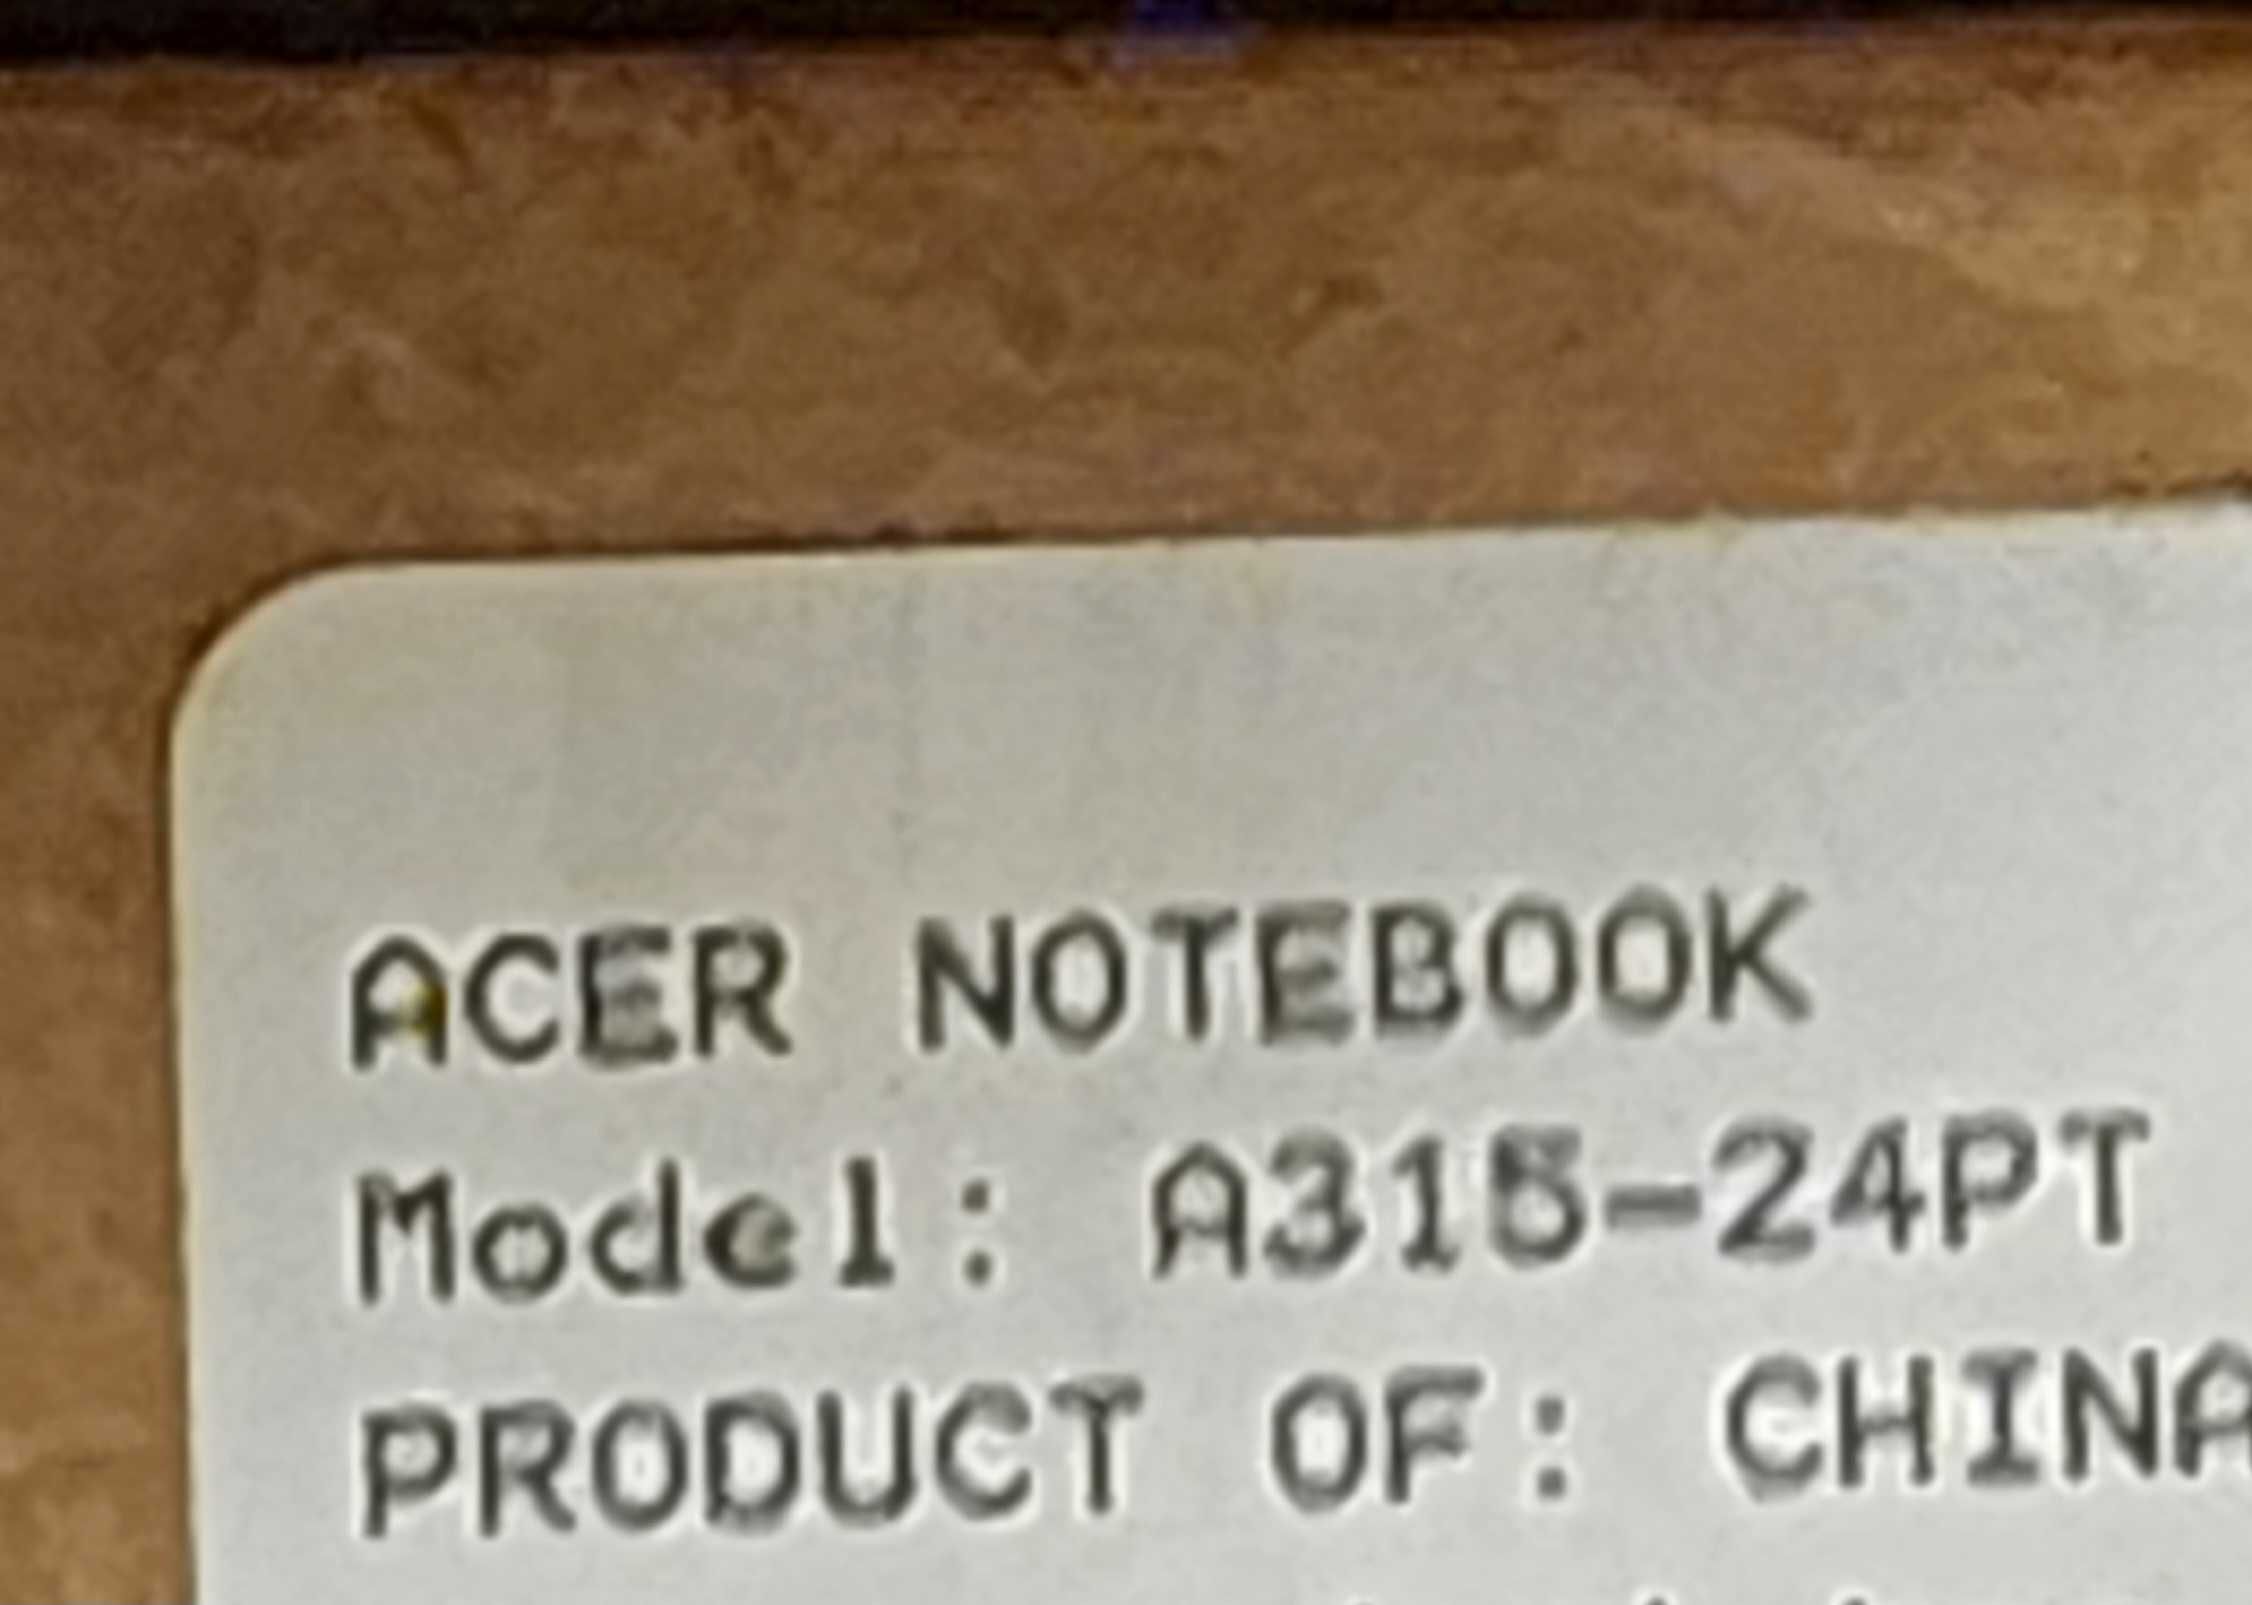 ACER NOTEBOOK
Model: A315-24PT
PRODUCT OF: CHINA